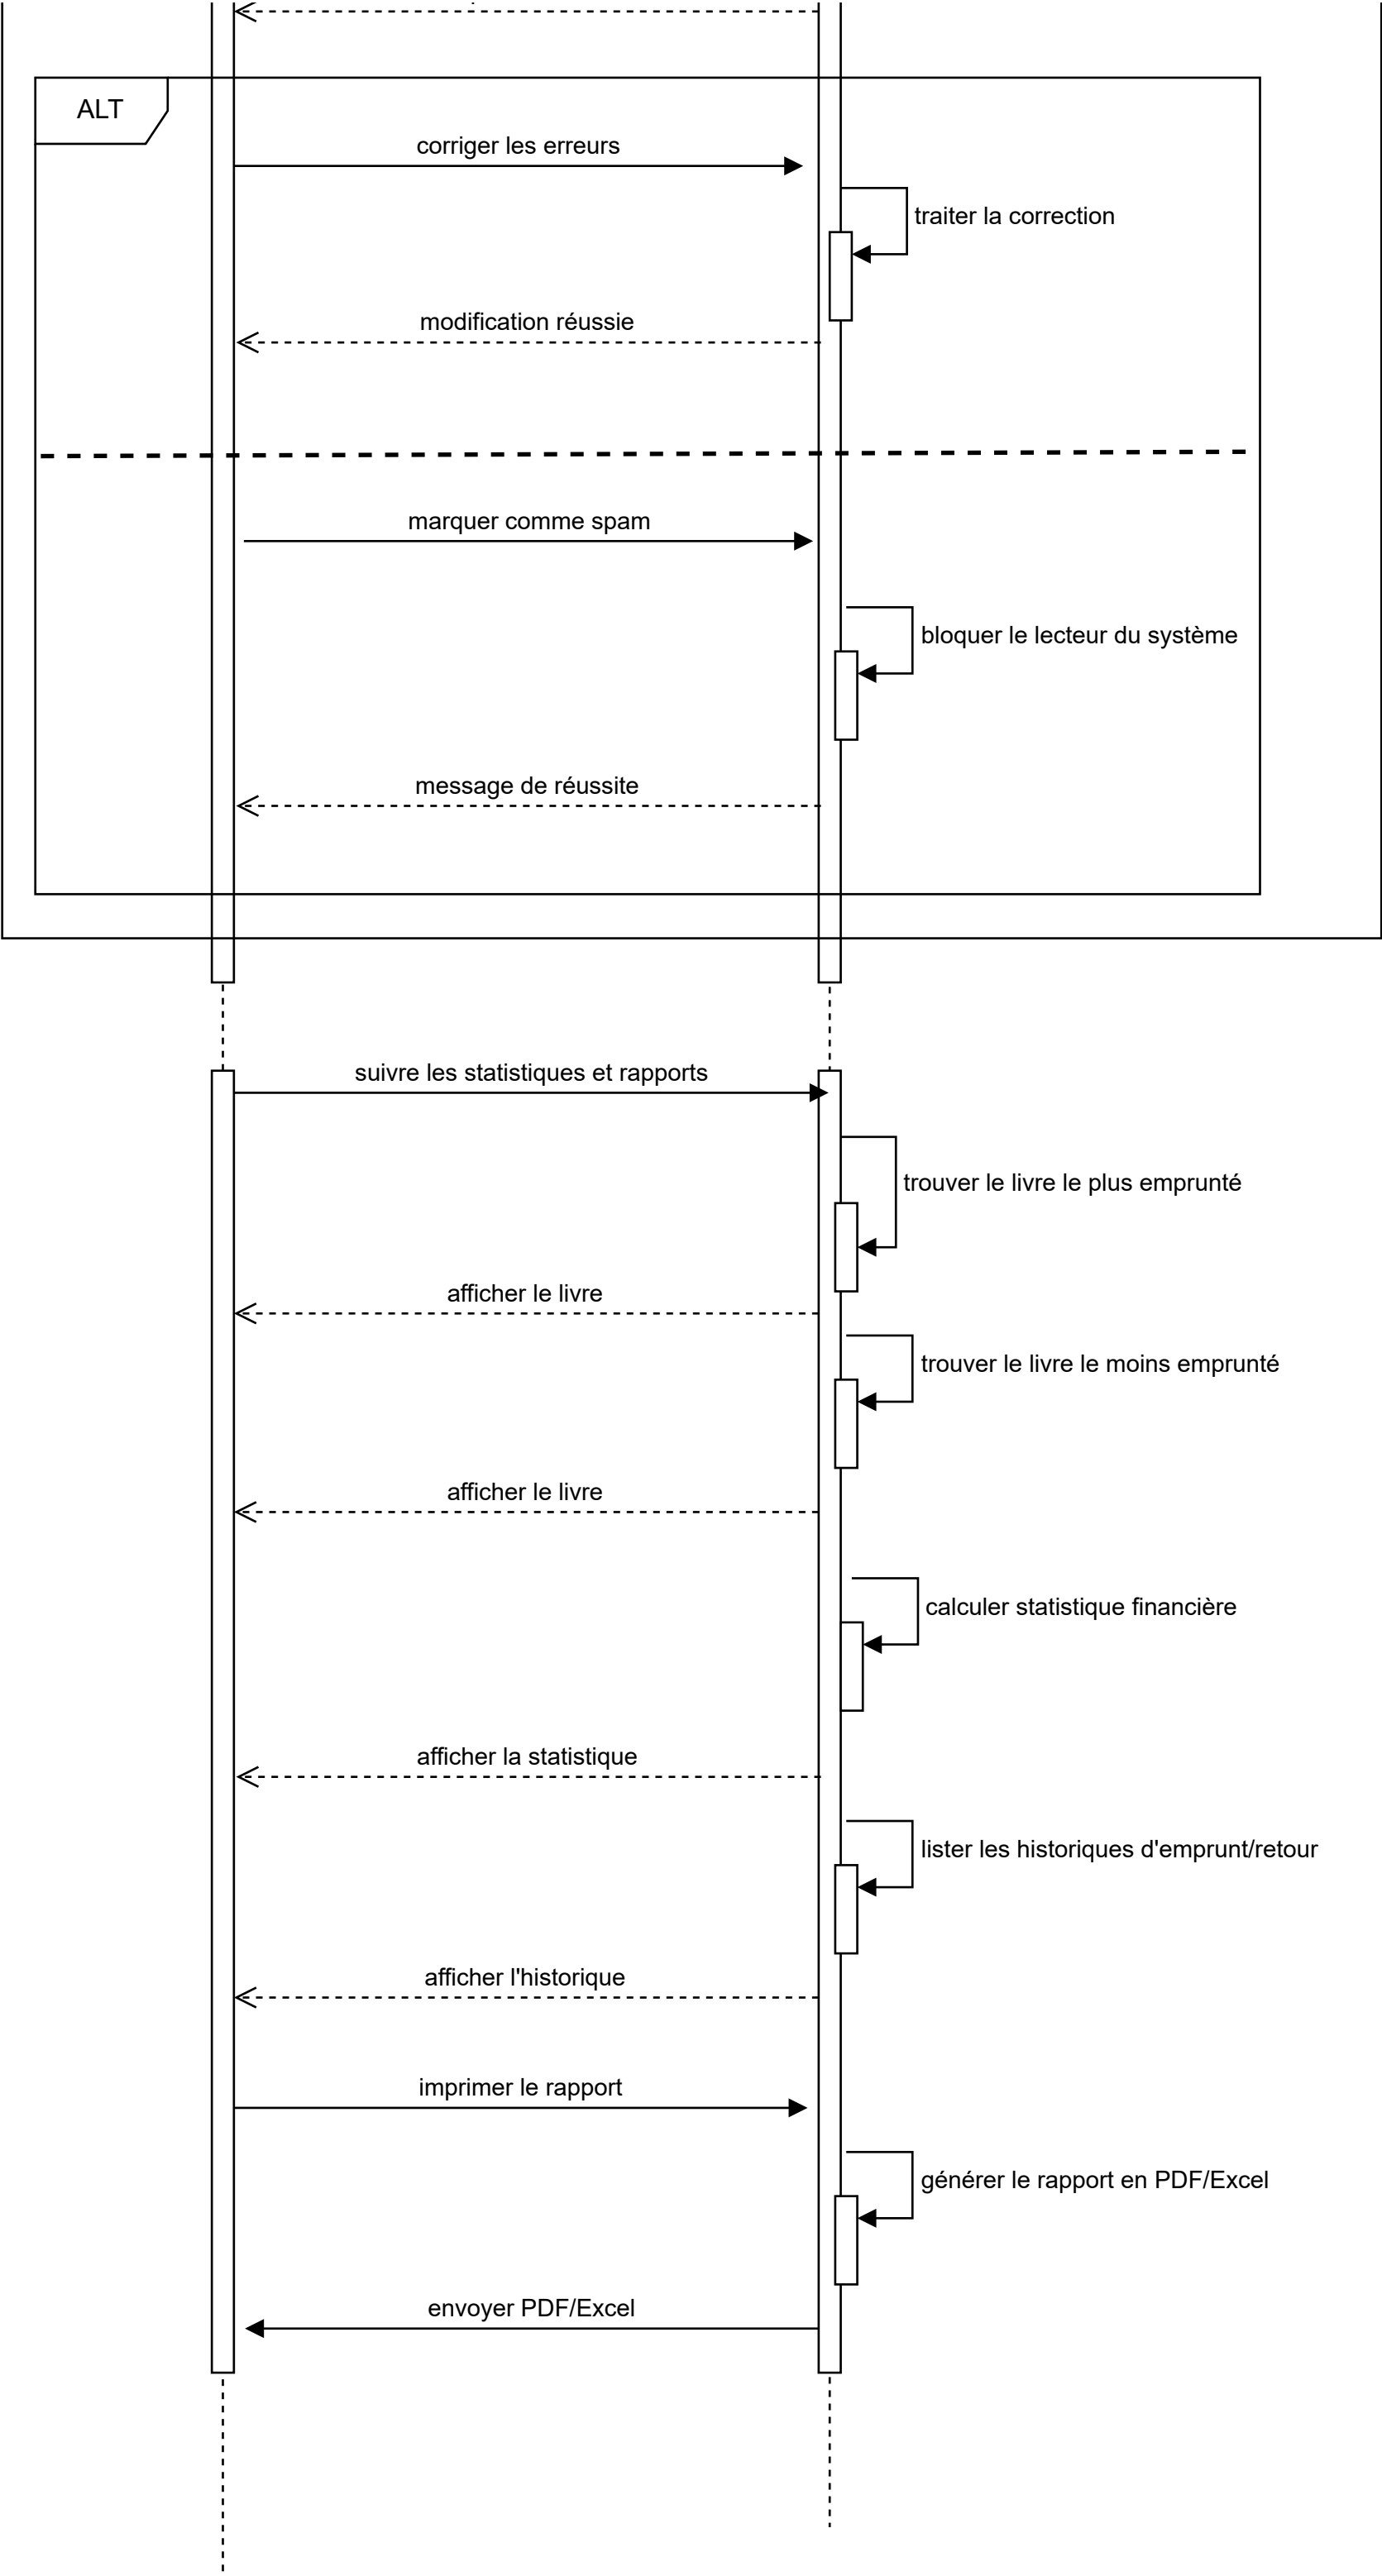 ALT
corriger les erreurs
traiter la correction
modification réussie
marquer comme spam
bloquer le lecteur du système
message de réussite
suivre les statistiques et rapports
trouver le livre le plus emprunté
afficher le livre
trouver le livre le moins emprunté
afficher le livre
calculer statistique financière
afficher la statistique
lister les historiques d'emprunt/retour
afficher l'historique
imprimer le rapport
générer le rapport en PDF/Excel
envoyer PDF/Excel